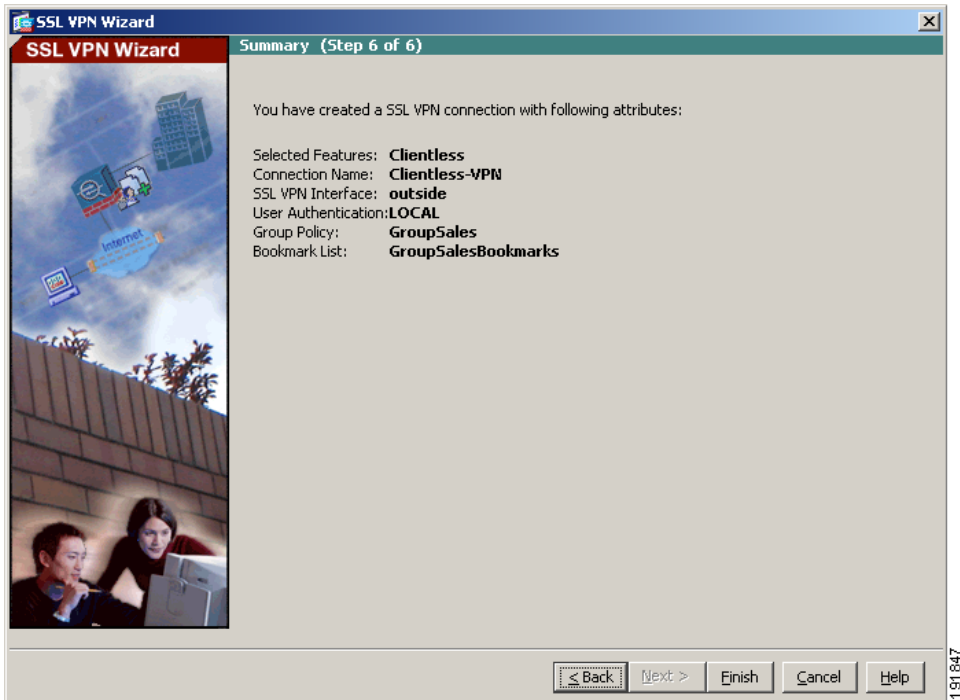 SSL VPN Wizard
SSL VPN Wizard
Summary (Step 6 of 6)
You have created a SSL VPN connection with following attributes:
Selected Features: Clientless
Connection Name: Clientless-VPN
SSL VPN Interface: outside
User Authentication:LOCAL
Group Policy: GroupSales
Bookmark List: GroupSalesBookmarks
Internet
< Back Next > Finish Cancel Help
191847